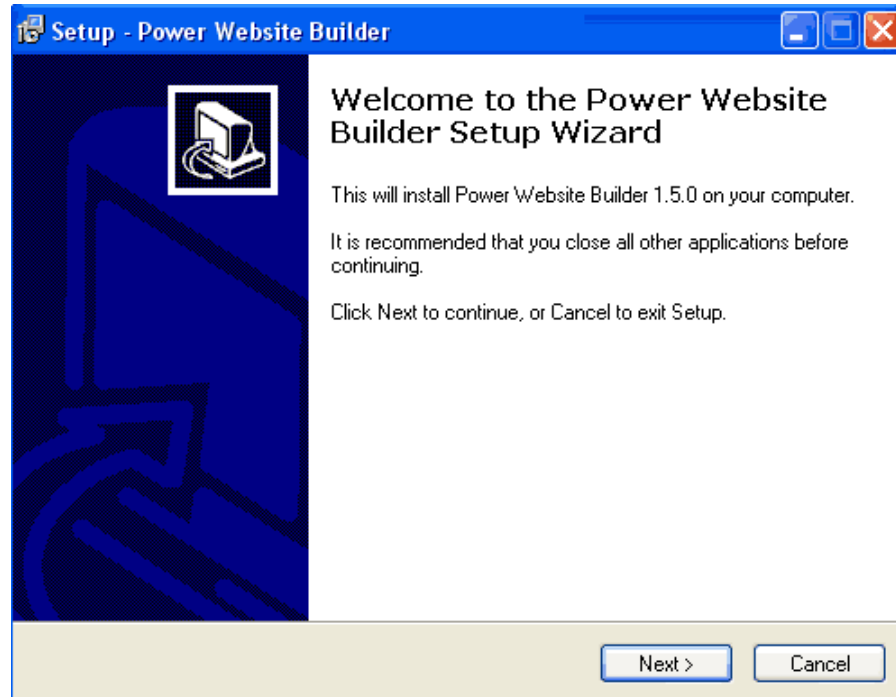 Setup - Power Website Builder
Welcome to the Power Website
Builder Setup Wizard
This will install Power Website Builder 1.5.0 on your computer.
It is recommended that you close all other applications before
continuing.
Click Next to continue, or Cancel to exit Setup.
Next >
Cancel